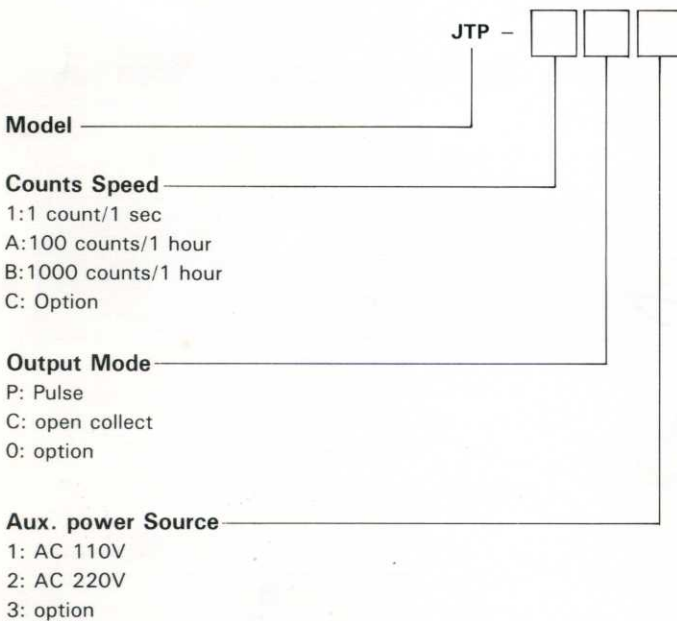 JTP –
Model
Counts Speed
1:1 count/1 sec
A:100 counts/1 hour
B:1000 counts/1 hour
C: Option
Output Mode
P: Pulse
C: open collect
0: option
Aux. power Source
1: AC 110V
2: AC 220V
3: option